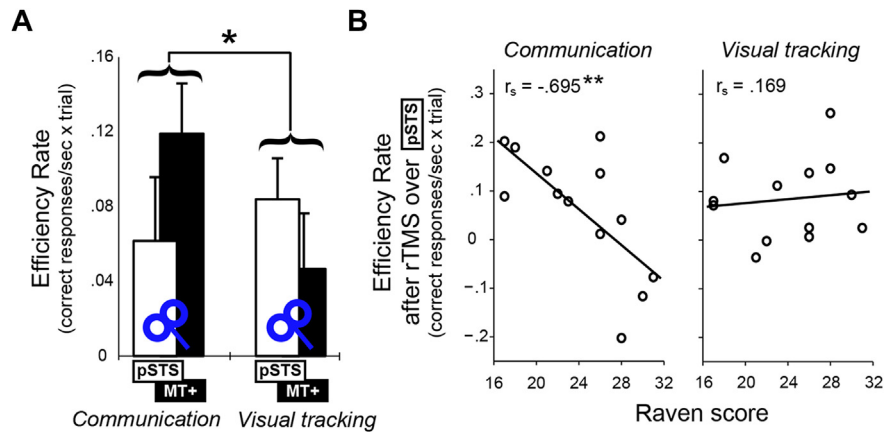 A
Efficiency Rate
(correct responses/sec x trial)
.16
.12
.08
.04
0
*
pSTS
MT+
pSTS
MT+
Communication
Visual tracking
B
Communication
Visual tracking
Efficiency Rate
after rTMS over pSTS
(correct responses/sec x trial)
rs = -.695**
rs = .169
.3
.2
0.1
0
-.1
-.2
16 20 24 28 32
16 20 24 28 32
Raven score